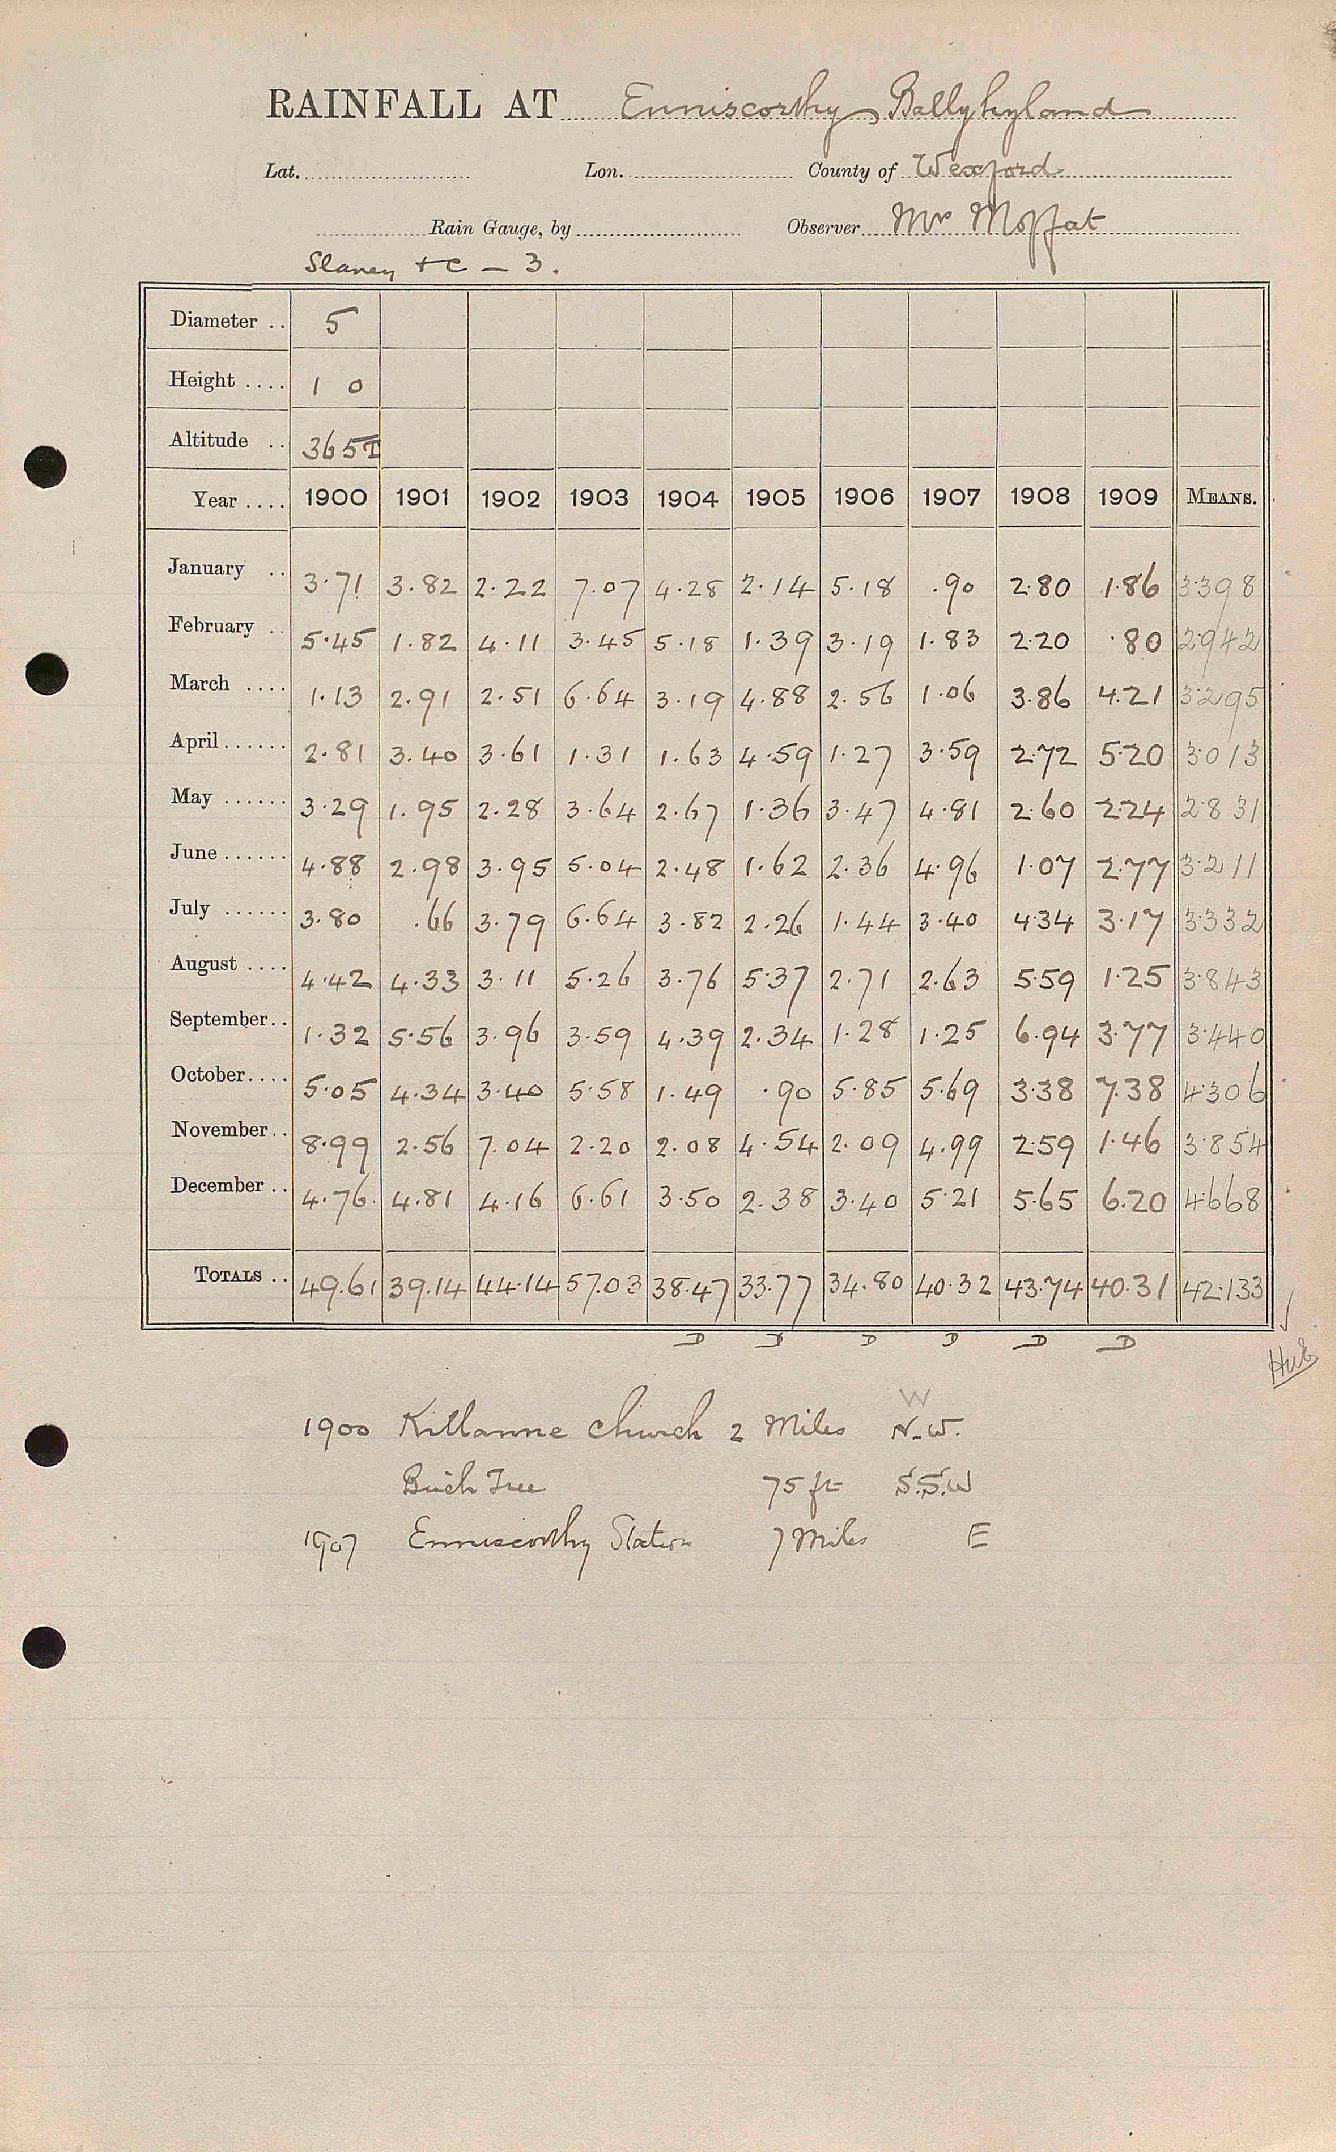 RAINFALL AT Enniscorthy Ballyhyland
Lat. Lon. County of Wexford
Rain Gauge, by Observer Mr Moffat
Slaney + C — 3.
Diameter .. 5
Height .... 1 0
Altitude .. 365T
Year .... 1900 1901 1902 1903 1904 1905 1906 1907 1908 1909 MEANS.
January .. 3.71 3.82 2.22 7.07 4.28 2.14 5.18 .90 2.80 1.86 3.398
February .. 5.45 1.82 4.11 3.45 5.18 1.39 3.19 1.83 2.20 .80 2.942
March .... 1.13 2.91 2.51 6.64 3.19 4.88 2.56 1.06 3.86 4.21 3.295
April...... 2.81 3.40 3.61 1.31 1.63 4.59 1.27 3.59 2.72 5.20 3.013
May ...... 3.29 1.95 2.28 3.64 2.67 1.36 3.47 4.81 2.60 2.24 2.831
June ...... 4.88 2.98 3.95 5.04 2.48 1.62 2.36 4.96 1.07 2.77 3.211
July ...... 3.80 .66 3.79 6.64 3.82 2.26 1.44 3.40 4.34 3.17 3.332
August .... 4.42 4.33 3.11 5.26 3.76 5.37 2.71 2.63 5.59 1.25 3.843
September.. 1.32 5.56 3.96 3.59 4.39 2.34 1.28 1.25 6.94 3.77 3.440
October.... 5.05 4.34 3.40 5.58 1.49 .90 5.85 5.69 3.38 7.38 4.306
November.. 8.99 2.56 7.04 2.20 2.08 4.54 2.09 4.99 2.59 1.46 3.854
December .. 4.76 4.81 4.16 6.61 3.50 2.38 3.40 5.21 5.65 6.20 4.668
TOTALS .. 49.61 39.14 44.14 57.03 38.47 33.77 34.80 40.32 43.74 40.31 42.133
D D D D D D
W
1900 Killanne Church 2 Miles N.W.
Birch Tree 75 ft S.S.W
1907 Enniscorthy Station 7 Miles E